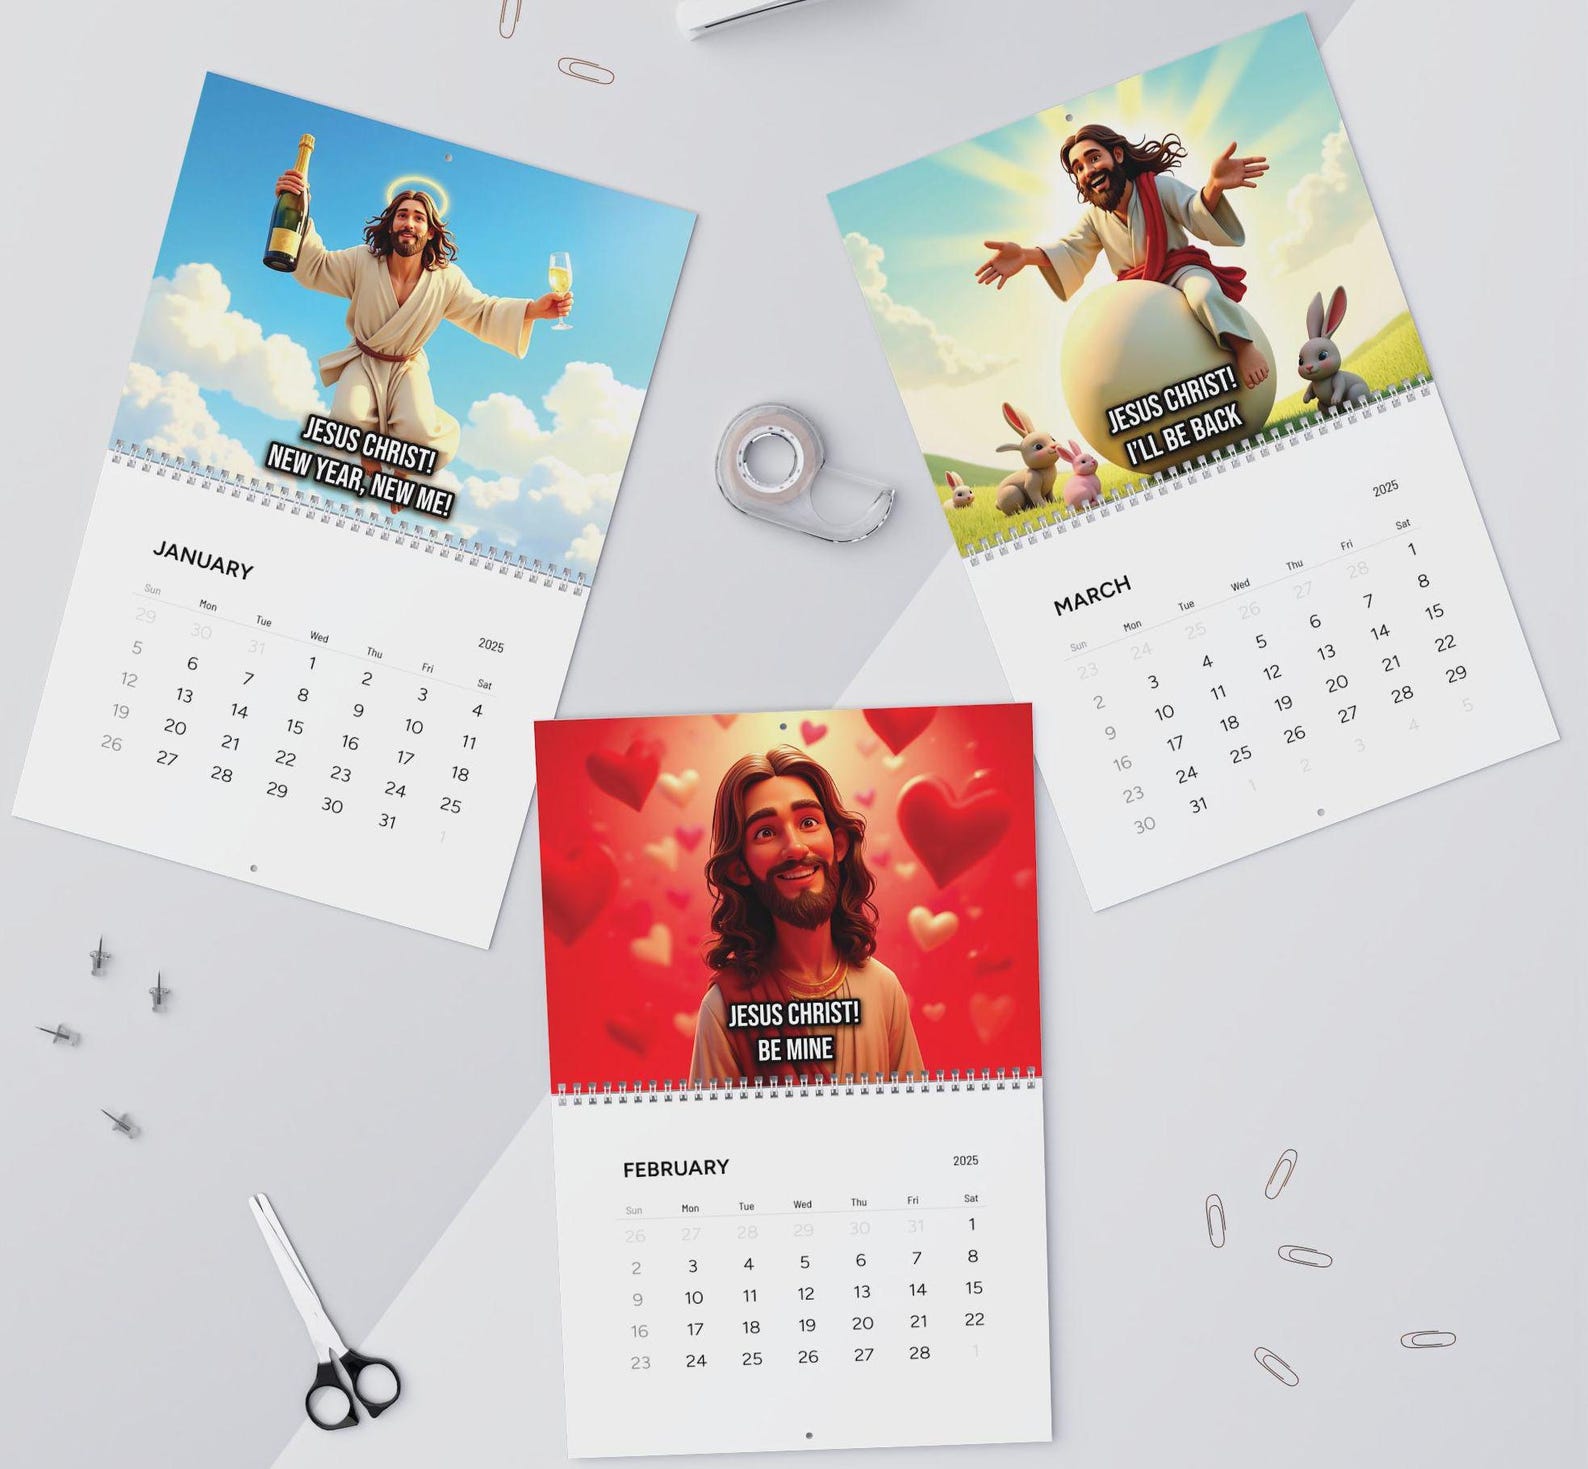 JESUS CHRIST!
NEW YEAR, NEW ME!
JANUARY
2025
Sun Mon Tue Wed Thu Fri Sat
29 30 31 1 2 3 4
5 6 7 8 9 10 11
12 13 14 15 16 17 18
19 20 21 22 23 24 25
26 27 28 29 30 31 1
JESUS CHRIST!
I'LL BE BACK
MARCH
2025
Sun Mon Tue Wed Thu Fri Sat
23 24 25 26 27 28 1
2 3 4 5 6 7 8
9 10 11 12 13 14 15
16 17 18 19 20 21 22
23 24 25 26 27 28 29
30 31 1 2 3 4 5
JESUS CHRIST!
BE MINE
FEBRUARY
2025
Sun Mon Tue Wed Thu Fri Sat
26 27 28 29 30 31 1
2 3 4 5 6 7 8
9 10 11 12 13 14 15
16 17 18 19 20 21 22
23 24 25 26 27 28 1